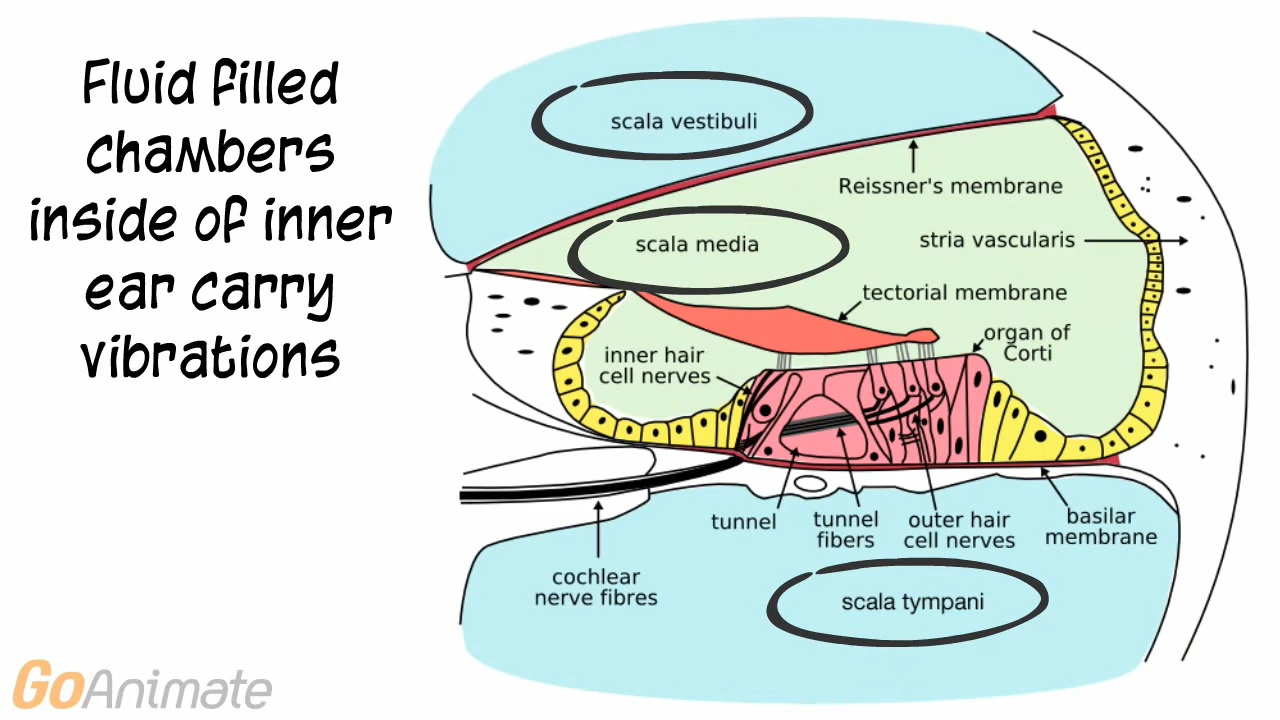 Fluid filled
chambers
inside of inner
ear carry
vibrations
scala vestibuli
Reissner's membrane
scala media
stria vascularis
tectorial membrane
organ of
Corti
inner hair
cell nerves
tunnel
tunnel
fibers
outer hair
cell nerves
basilar
membrane
cochlear
nerve fibres
scala tympani
GoAnimate